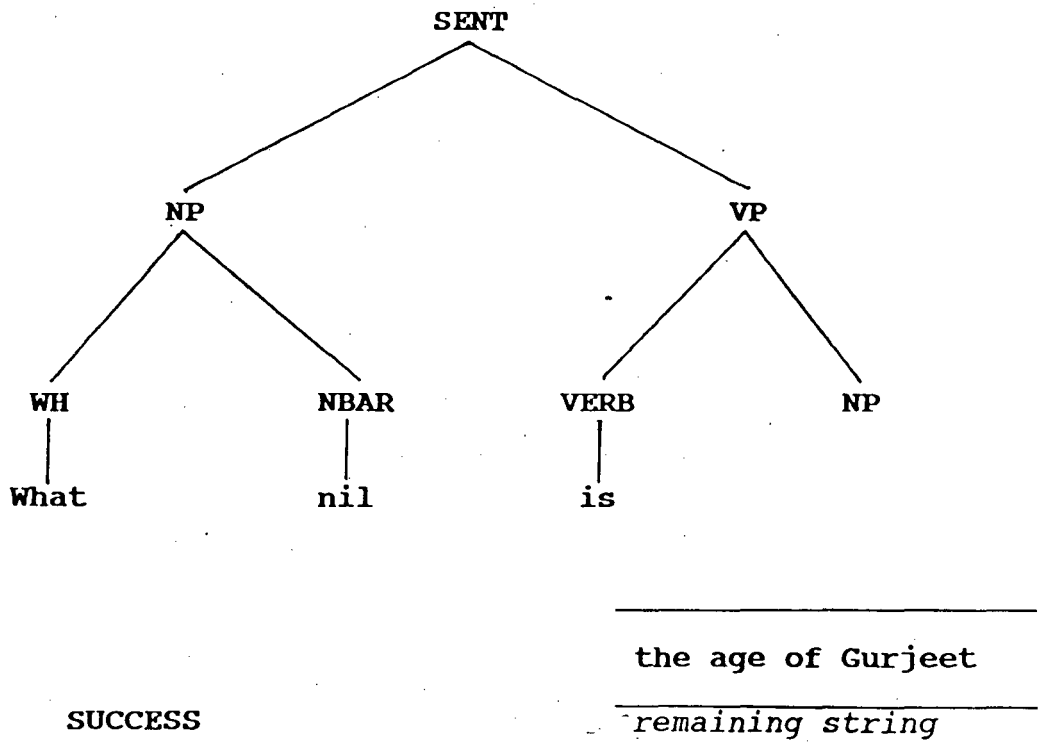 SENT
NP VP
WH NBAR VERB NP
What nil is
the age of Gurjeet
SUCCESS remaining string